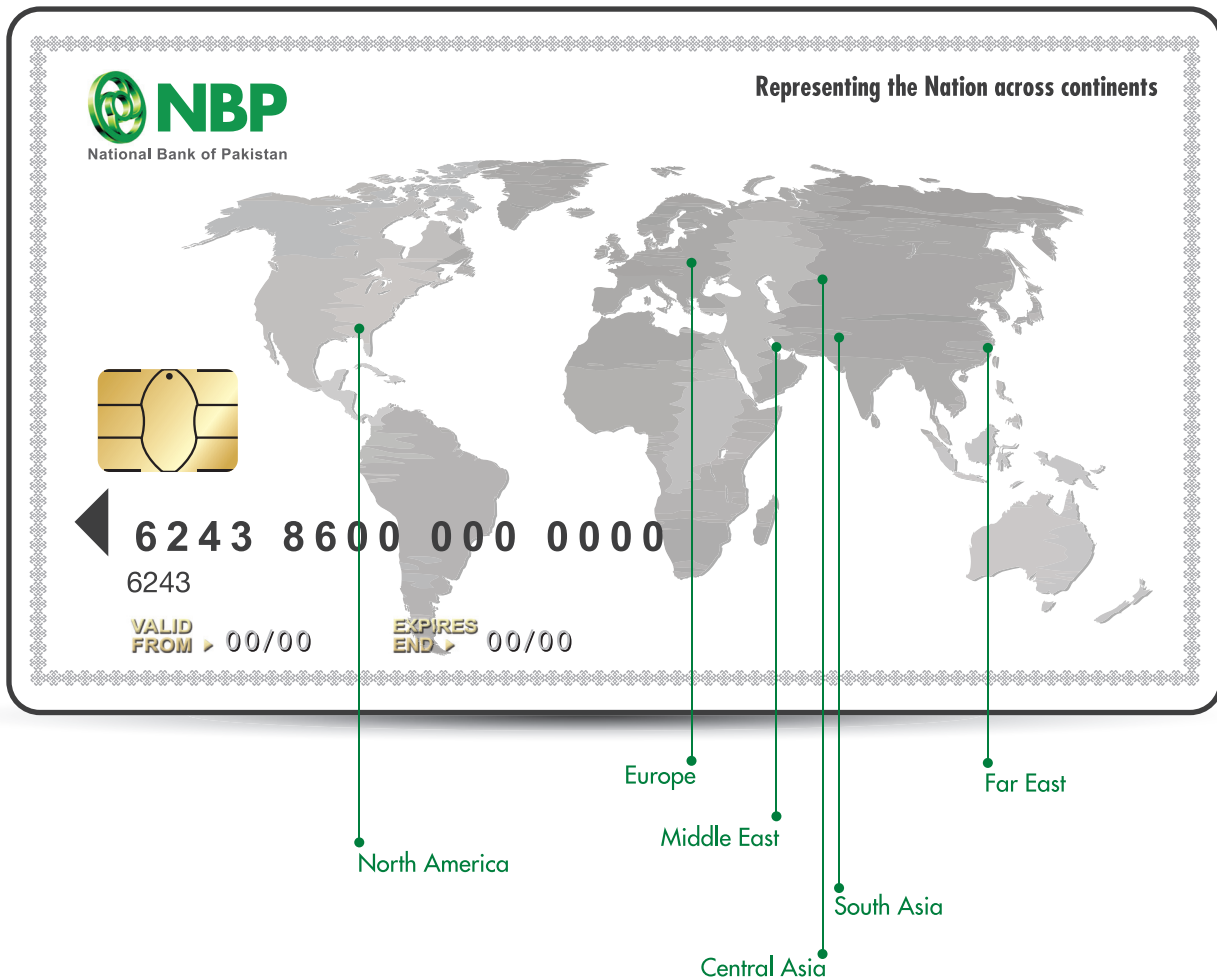 NBP
National Bank of Pakistan
Representing the Nation across continents
6243 8600 000 0000
6243
VALID FROM 00/00
EXPIRES END 00/00
Europe
Far East
Middle East
North America
South Asia
Central Asia